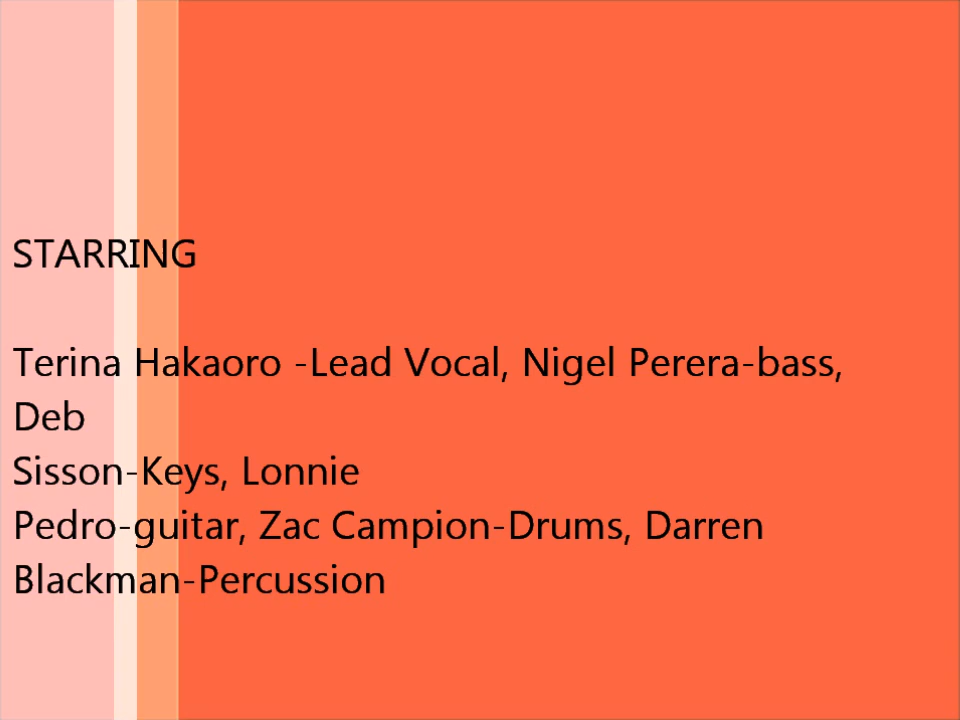 STARRING
Terina Hakaoro -Lead Vocal, Nigel Perera-bass,
Deb
Sisson-Keys, Lonnie
Pedro-guitar, Zac Campion-Drums, Darren
Blackman-Percussion